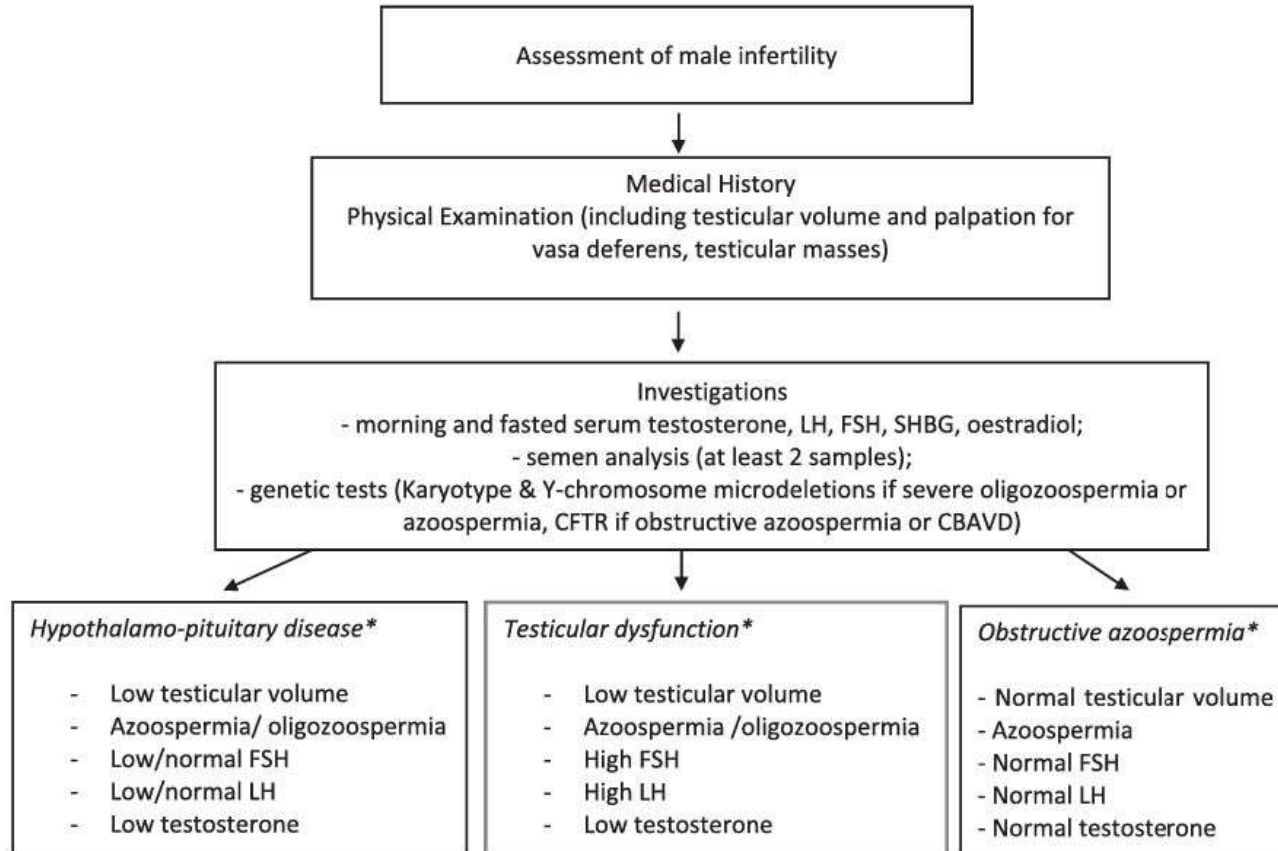 Assessment of male infertility
Medical History
Physical Examination (including testicular volume and palpation for
vasa deferens, testicular masses)
Investigations
- morning and fasted serum testosterone, LH, FSH, SHBG, oestradiol;
- semen analysis (at least 2 samples);
- genetic tests (Karyotype & Y-chromosome microdeletions if severe oligozoospermia or
azoospermia, CFTR if obstructive azoospermia or CBAVD)
Hypothalamo-pituitary disease*
- Low testicular volume
- Azoospermia/ oligozoospermia
- Low/normal FSH
- Low/normal LH
- Low testosterone
Testicular dysfunction*
- Low testicular volume
- Azoospermia /oligozoospermia
- High FSH
- High LH
- Low testosterone
Obstructive azoospermia*
- Normal testicular volume
- Azoospermia
- Normal FSH
- Normal LH
- Normal testosterone